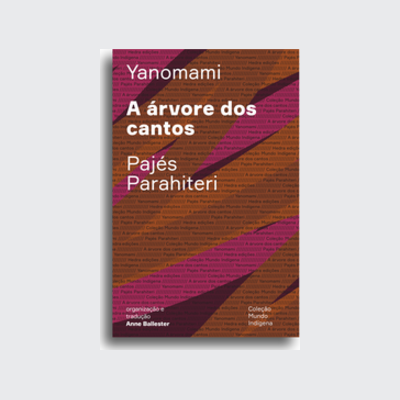 Yanomami
A árvore dos
cantos
Pajés
Parahiteri
organização e
tradução
Anne Ballester
Coleção
Mundo
Indígena